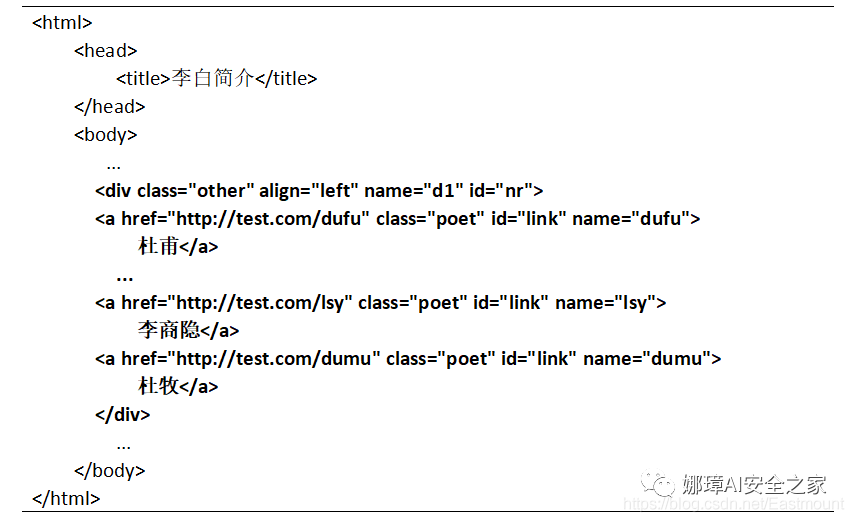 <html>
<head>
<title>李白简介</title>
</head>
<body>
...
<div class="other" align="left" name="d1" id="nr">
<a href="http://test.com/dufu" class="poet" id="link" name="dufu">
杜甫</a>
...
<a href="http://test.com/lsy" class="poet" id="link" name="lsy">
李商隐</a>
<a href="http://test.com/dumu" class="poet" id="link" name="dumu">
杜牧</a>
</div>
...
</body>
</html>
娜璋AI安全之家
https://blog.csdn.net/Eastmount